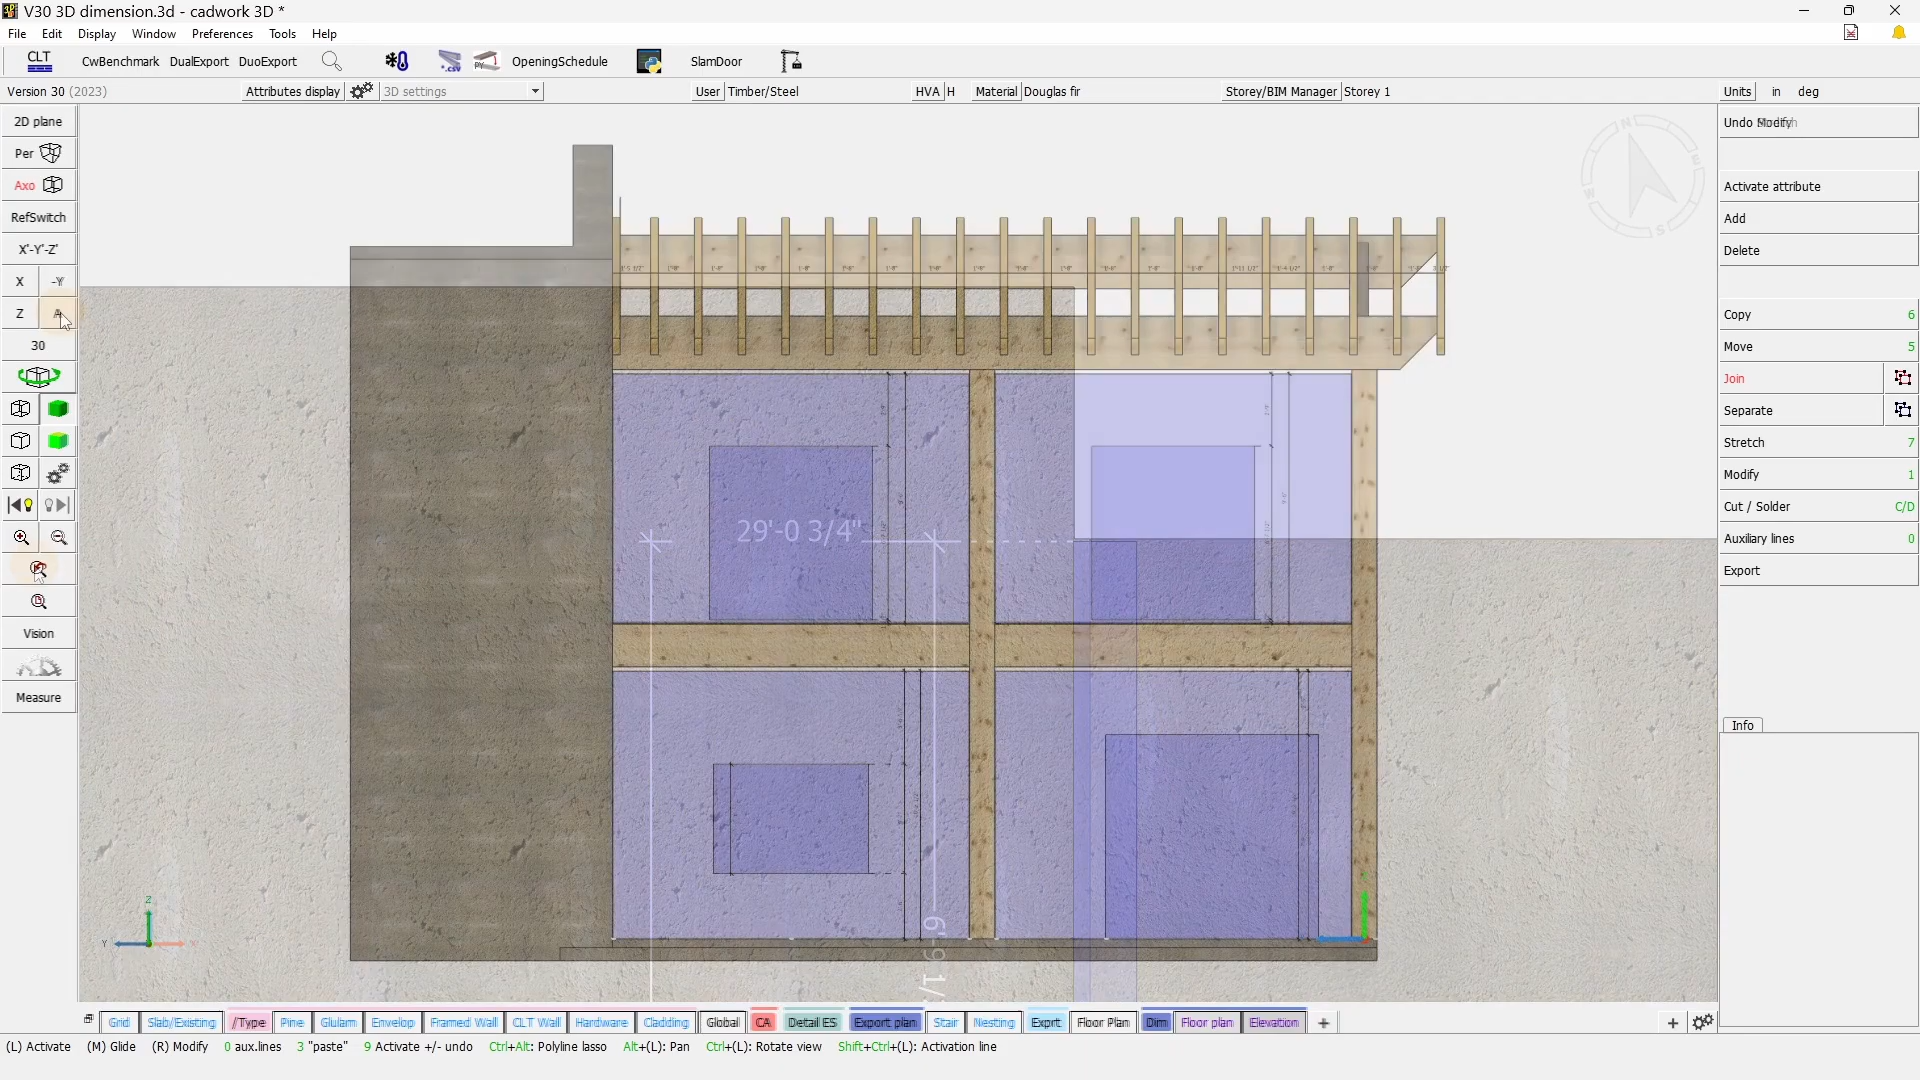 V30 3D dimension.3d - cadwork 3D *
File Edit Display Window Preferences Tools Help
CLT CwBenchmark DualExport DuoExport .CSV PY OpeningSchedule SlamDoor
Version 30 (2023) Attributes display 3D settings User Timber/Steel HVA H Material Douglas fir Storey/BIM Manager Storey 1 Units in deg
2D plane
Per
Axo
RefSwitch
X'-Y'-Z'
X -Y
Z
30
Vision
Measure
29'-0 3/4"
Z
Y
N
S
Undo
Activate attribute
Add
Delete
Copy 6
Move 5
Join
Separate
Stretch 7
Modify 1
Cut / Solder C/D
Auxiliary lines 0
Export
Info
Grid Slab/Existing /Type Pine Glulam Envelop Framed Wall CLT Wall Hardware Cladding Global CA Detail ES Export plan Stair Nesting Exprt Floor Plan Dim Floor plan Elevation + +
(L) Activate (M) Glide (R) Modify 0 aux.lines 3 "paste" 9 Activate +/- undo Ctrl+Alt: Polyline lasso Alt+(L): Pan Ctrl+(L): Rotate view Shift+Ctrl+(L): Activation line